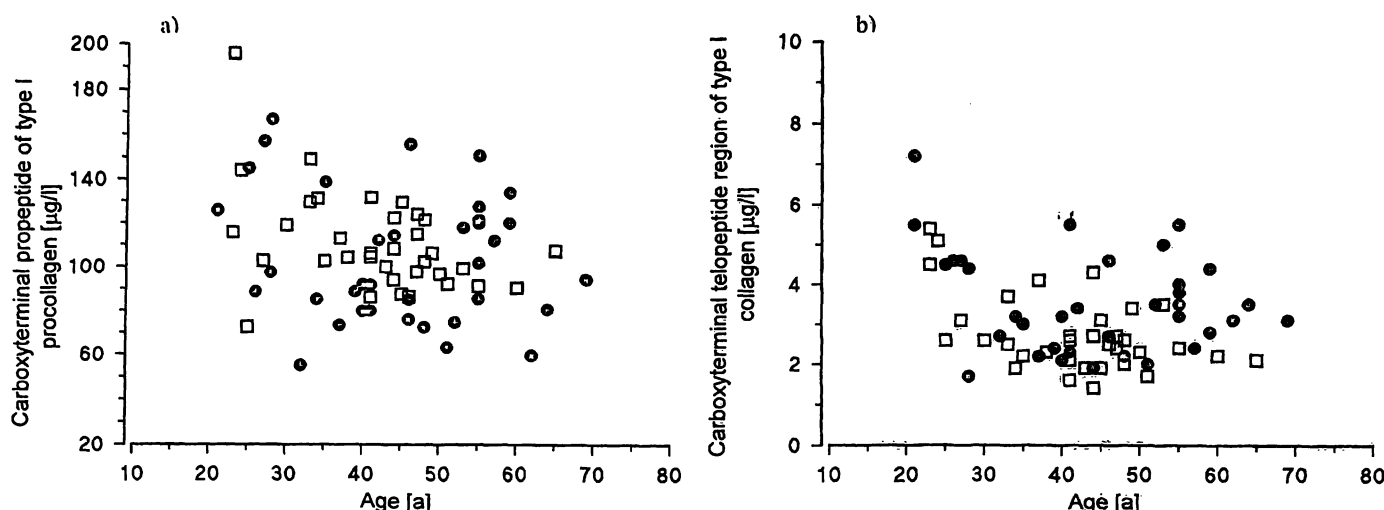 a)
Carboxyterminal propeptide of type I
procollagen [µg/l]
200
180
140
100
60
20
10 20 30 40 50 60 70 80
Age [a]
b)
Carboxyterminal telopeptide region of type I
collagen [µg/l]
10
8
6
4
2
0
10 20 30 40 50 60 70 80
Age [a]